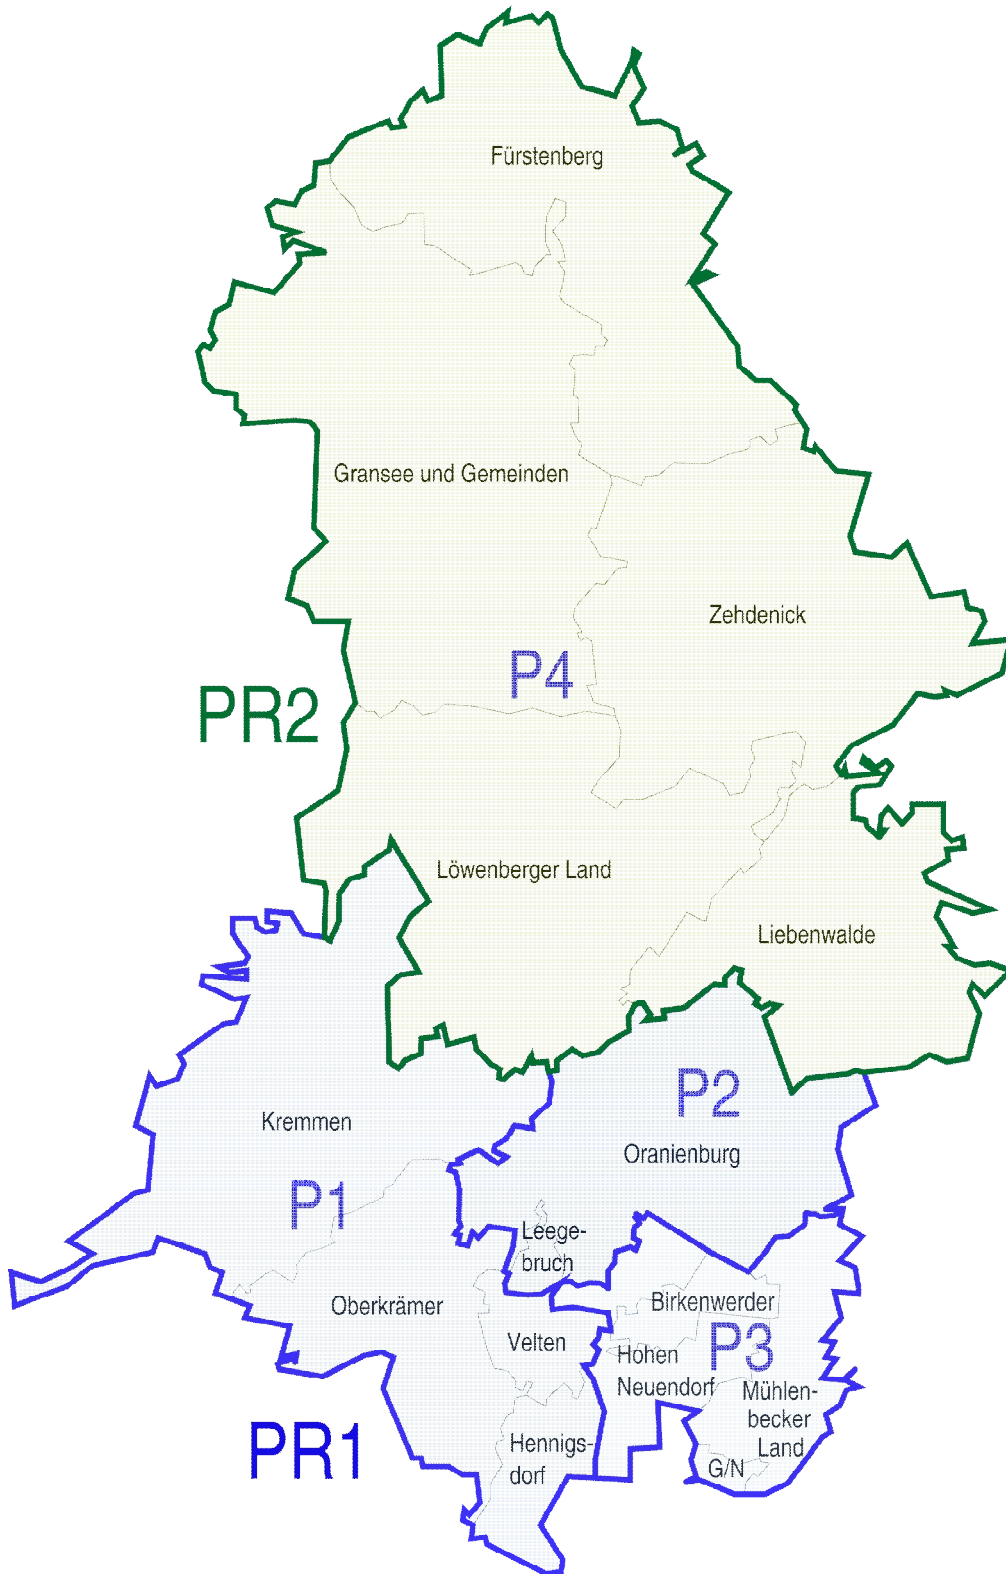 Fürstenberg
Gransee und Gemeinden
Zehdenick
P4
PR2
Löwenberger Land
Liebenwalde
P2
Kremmen
Oranienburg
P1
Leege-
bruch
Oberkrämer
Birkenwerder
Velten
P3
Hohen
Neuendorf
Mühlen-
becker
Land
PR1
Hennigs-
dorf
G/N